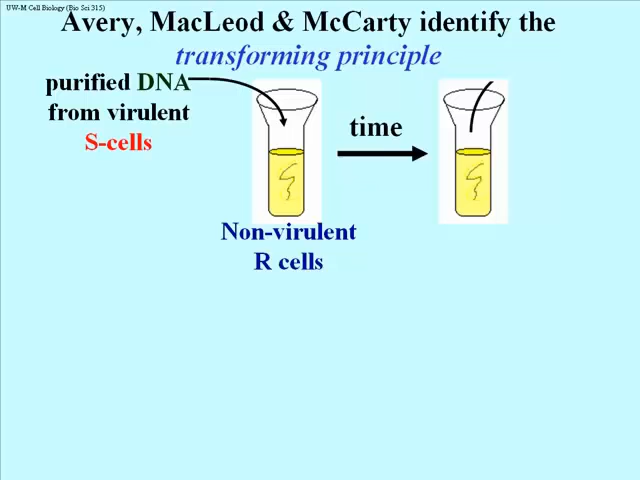 UW-M Cell Biology (Bio Sci 315)
Avery, MacLeod & McCarty identify the
transforming principle
purified DNA
from virulent
S-cells
time
Non-virulent
R cells